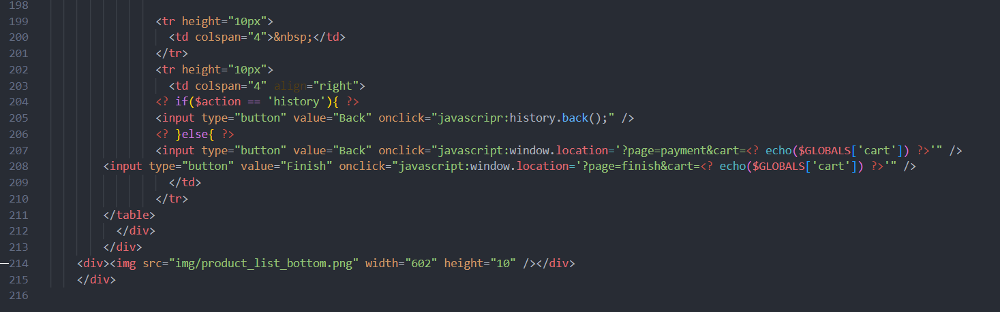 198
199 <tr height="10px">
200 <td colspan="4">&nbsp;</td>
201 </tr>
202 <tr height="10px">
203 <td colspan="4" align="right">
204 <? if($action == 'history'){ ?>
205 <input type="button" value="Back" onclick="javascripr:history.back();" />
206 <? }else{ ?>
207 <input type="button" value="Back" onclick="javascript:window.location='?page=payment&cart=<? echo($GLOBALS['cart']) ?>'" />
208 <input type="button" value="Finish" onclick="javascript:window.location='?page=finish&cart=<? echo($GLOBALS['cart']) ?>'" />
209 </td>
210 </tr>
211 </table>
212 </div>
213 </div>
214 <div><img src="img/product_list_bottom.png" width="602" height="10" /></div>
215 </div>
216